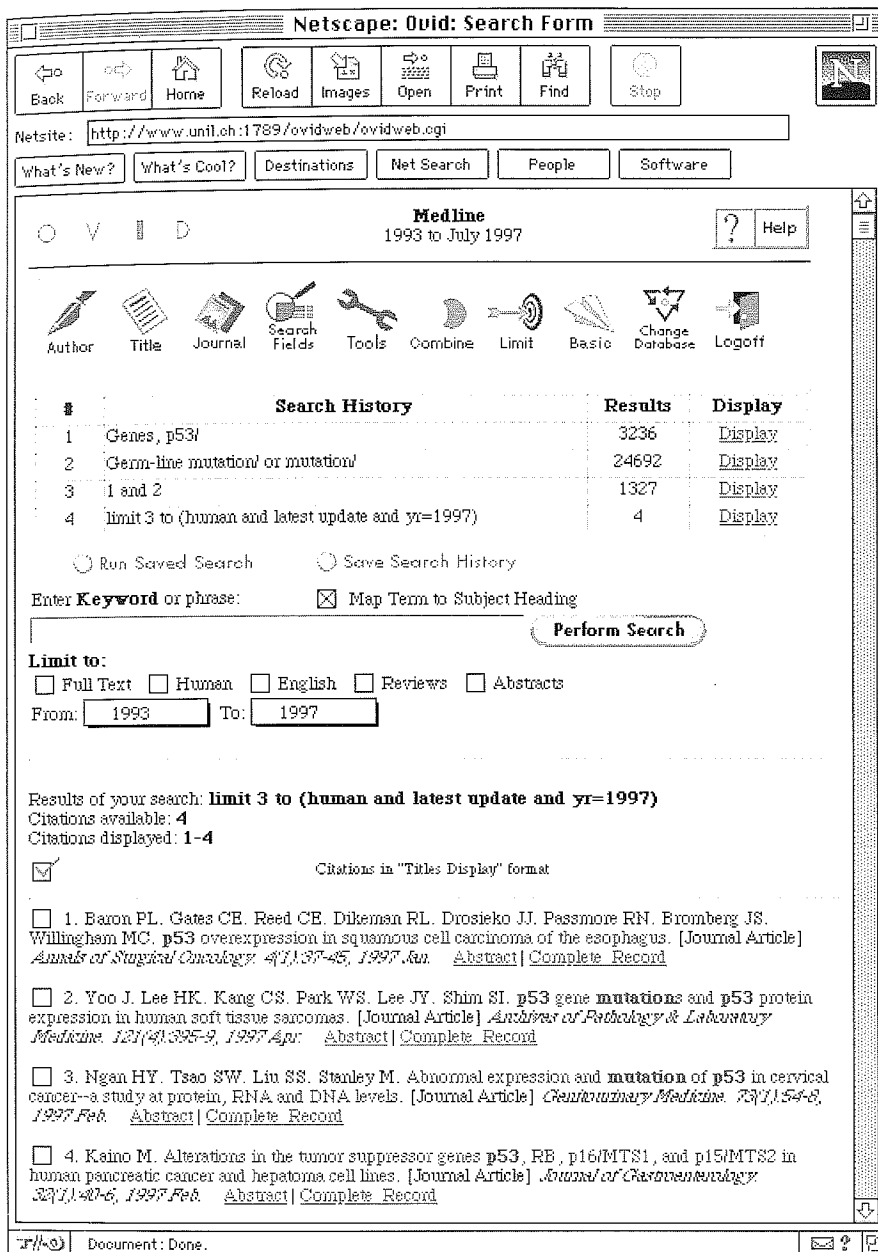 Netscape: Ovid: Search Form
Back Forward Home Reload Images Open Print Find Stop
N
Netsite: http://www.unil.ch:1789/ovidweb/ovidweb.cgi
What's New? What's Cool? Destinations Net Search People Software
O V I D
Medline
1993 to July 1997
? Help
Author Title Journal Search Fields Tools Combine Limit Basic Change Database Logoff
# Search History Results Display
1 Genes, p53/ 3236 Display
2 Germ-line mutation/ or mutation/ 24692 Display
3 1 and 2 1327 Display
4 limit 3 to (human and latest update and yr=1997) 4 Display
Run Saved Search Save Search History
Enter Keyword or phrase: Map Term to Subject Heading
Perform Search
Limit to:
Full Text Human English Reviews Abstracts
From: 1993 To: 1997
Results of your search: limit 3 to (human and latest update and yr=1997)
Citations available: 4
Citations displayed: 1-4
Citations in "Titles Display" format
1. Baron PL. Gates CE. Reed CE. Dikeman RL. Drosieko JJ. Passmore RN. Bromberg JS.
Willingham MC. p53 overexpression in squamous cell carcinoma of the esophagus. [Journal Article]
Annals of Surgical Oncology. 4(1):37-45, 1997 Jan. Abstract | Complete Record
2. Yoo J. Lee HK. Kang CS. Park WS. Lee JY. Shim SI. p53 gene mutations and p53 protein
expression in human soft tissue sarcomas. [Journal Article] Archives of Pathology & Laboratory
Medicine. 121(4):395-9, 1997 Apr. Abstract | Complete Record
3. Ngan HY. Tsao SW. Liu SS. Stanley M. Abnormal expression and mutation of p53 in cervical
cancer--a study at protein, RNA and DNA levels. [Journal Article] Genitourinary Medicine. 73(1):54-8,
1997 Feb. Abstract | Complete Record
4. Kaino M. Alterations in the tumor suppressor genes p53, RB, p16/MTS1, and p15/MTS2 in
human pancreatic cancer and hepatoma cell lines. [Journal Article] Journal of Gastroenterology.
32(1):40-6, 1997 Feb. Abstract | Complete Record
Document: Done.
?